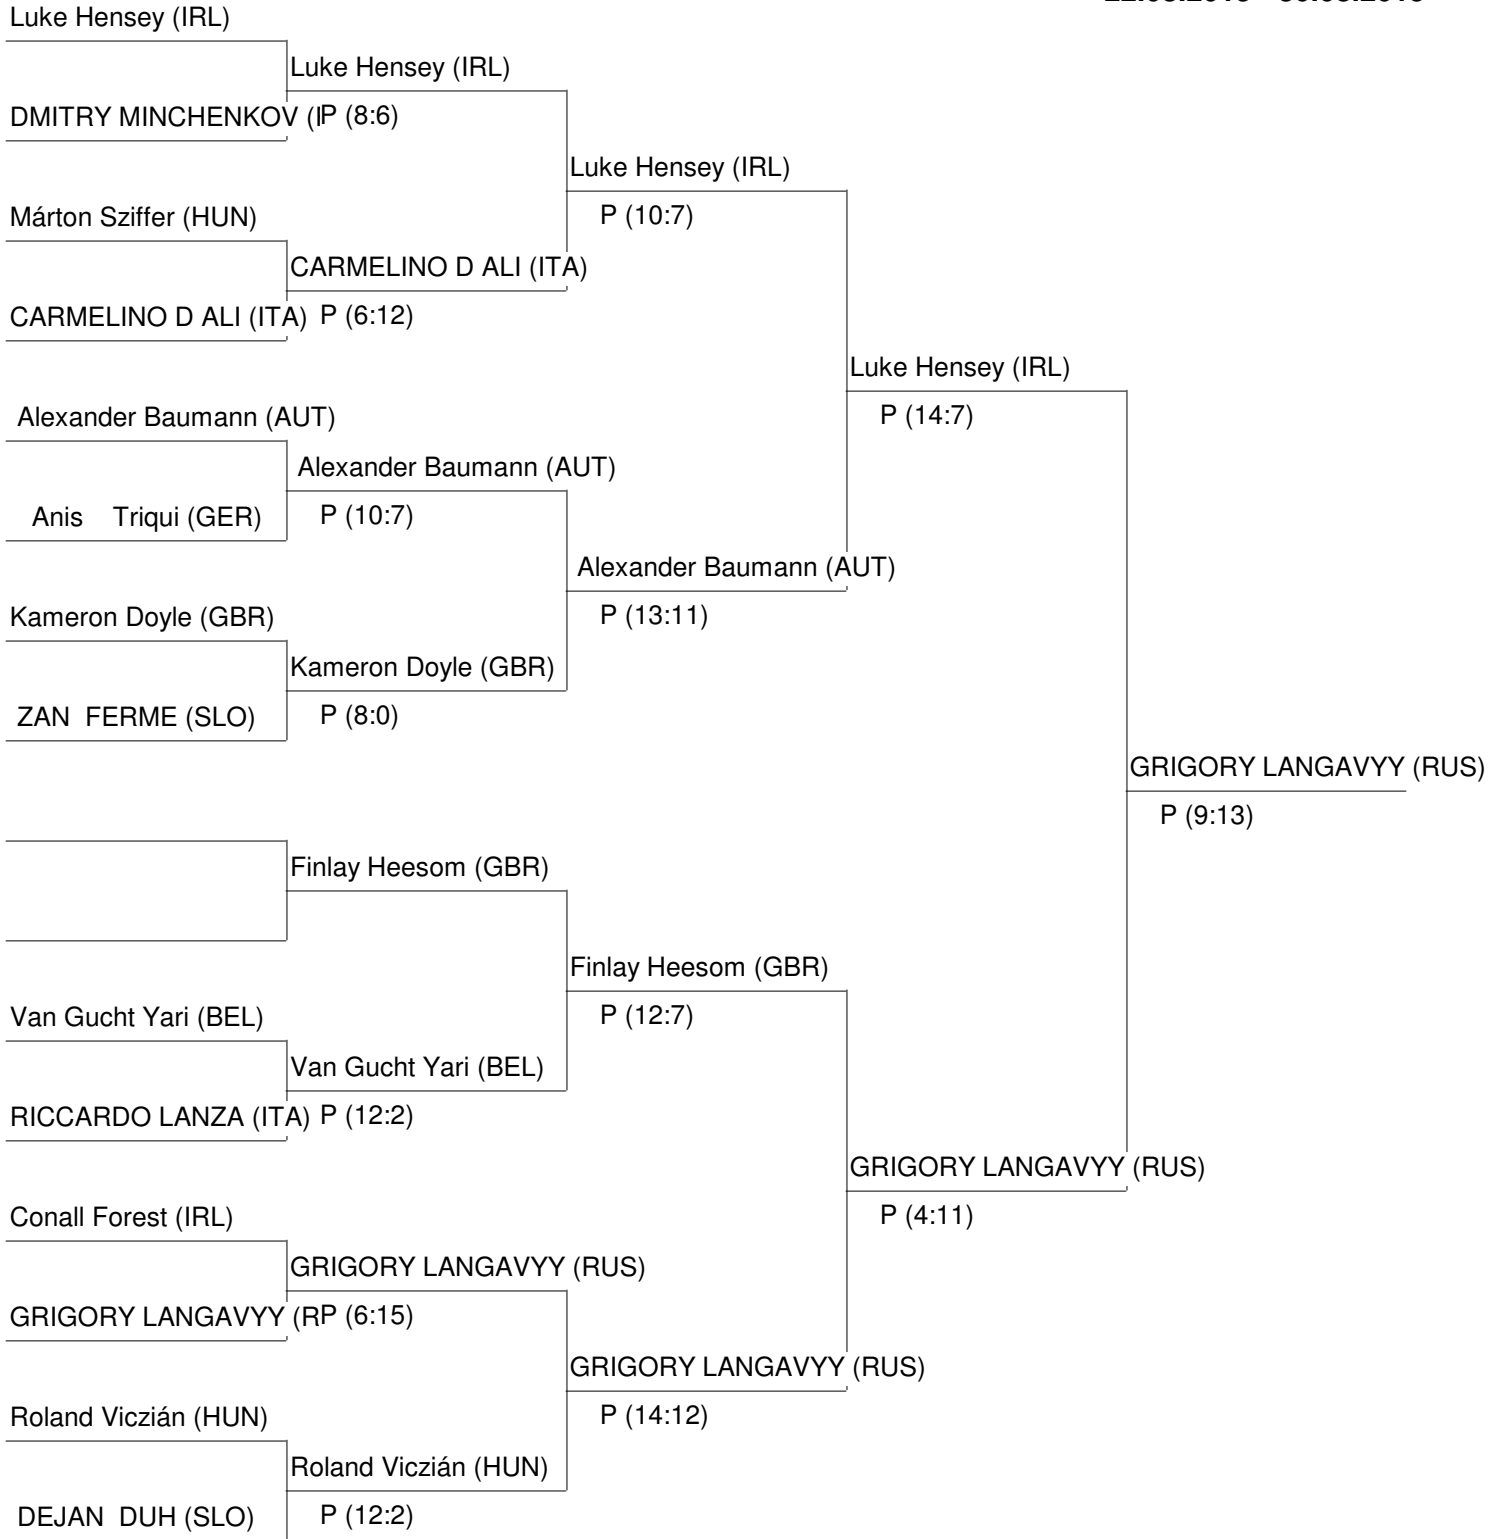 Luke Hensey (IRL)
Luke Hensey (IRL)
DMITRY MINCHENKOV (
P (8:6)
Luke Hensey (IRL)
Márton Sziffer (HUN)
P (10:7)
CARMELINO D ALI (ITA)
CARMELINO D ALI (ITA) P (6:12)
Luke Hensey (IRL)
Alexander Baumann (AUT)
P (14:7)
Alexander Baumann (AUT)
Anis Triqui (GER)
P (10:7)
Alexander Baumann (AUT)
Kameron Doyle (GBR)
P (13:11)
Kameron Doyle (GBR)
ZAN FERME (SLO)
P (8:0)
GRIGORY LANGAVYY (RUS)
P (9:13)
Finlay Heesom (GBR)
Finlay Heesom (GBR)
Van Gucht Yari (BEL)
P (12:7)
Van Gucht Yari (BEL)
RICCARDO LANZA (ITA) P (12:2)
GRIGORY LANGAVYY (RUS)
Conall Forest (IRL)
P (4:11)
GRIGORY LANGAVYY (RUS)
GRIGORY LANGAVYY (R
P (6:15)
GRIGORY LANGAVYY (RUS)
Roland Viczián (HUN)
P (14:12)
Roland Viczián (HUN)
DEJAN DUH (SLO)
P (12:2)